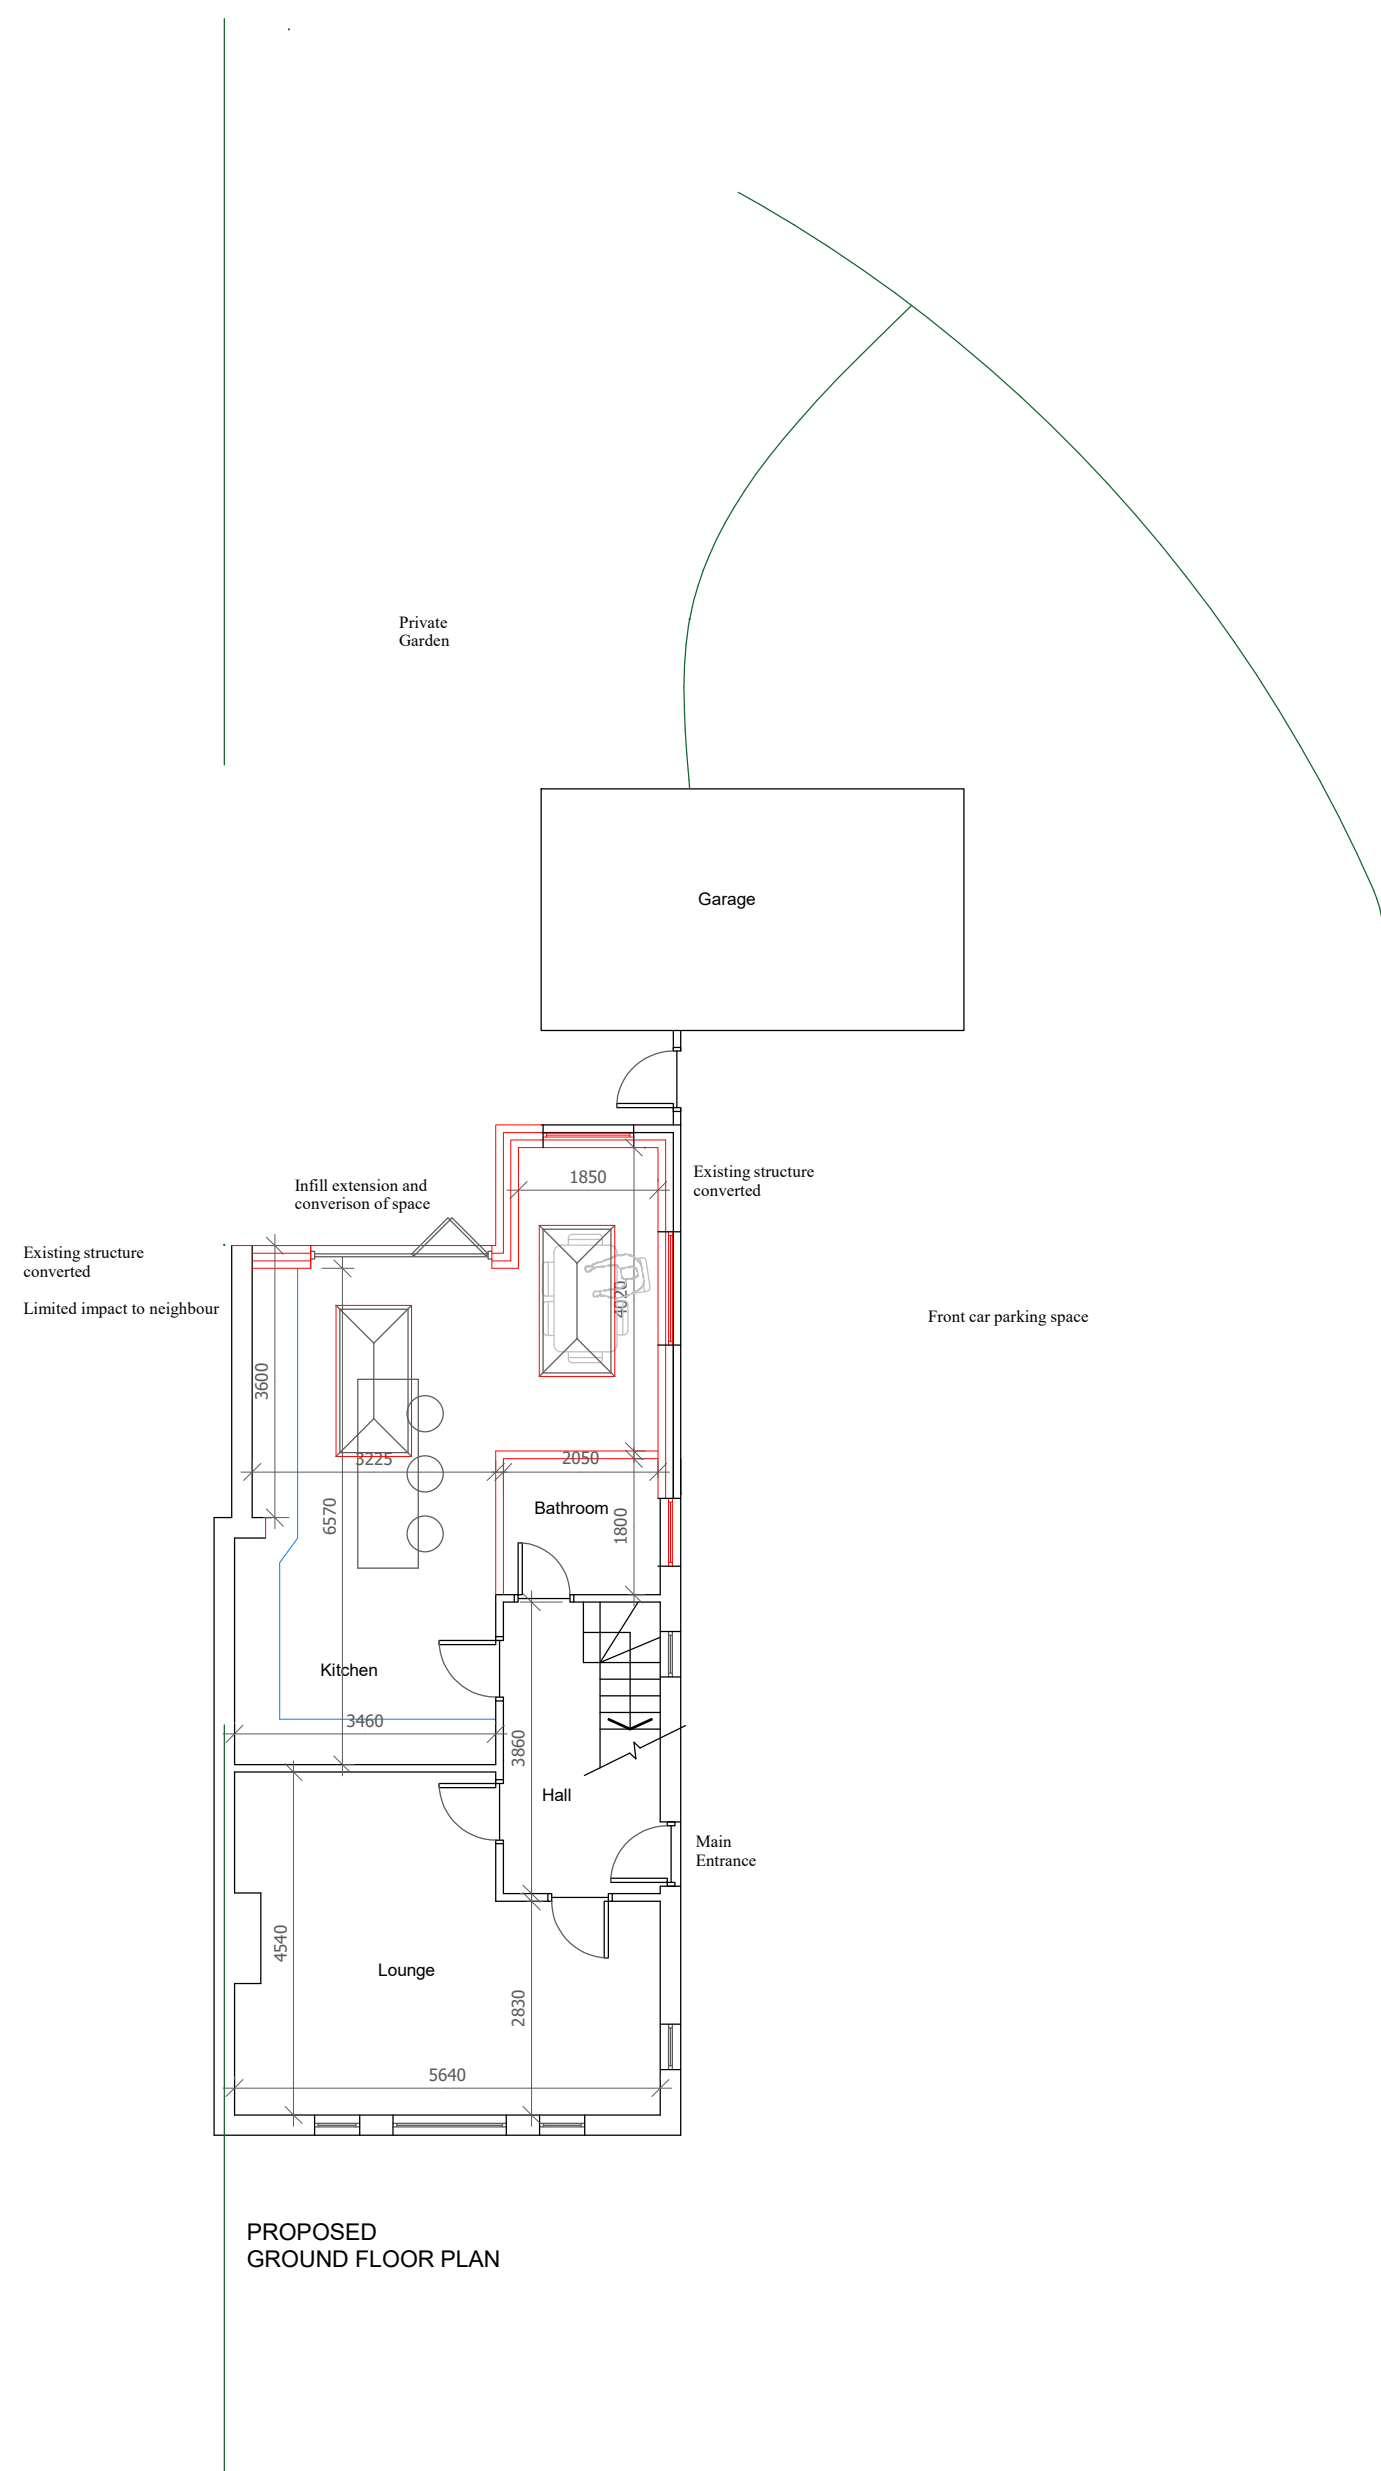 Private
Garden
Garage
Existing structure
converted
1850
Infill extension and
converison of space
Existing structure
converted
Limited impact to neighbour
Front car parking space
4020
3600
3225
2050
Bathroom
6570
1800
Kitchen
3460
3860
Hall
Main
Entrance
4540
Lounge
2830
5640
PROPOSED
GROUND FLOOR PLAN